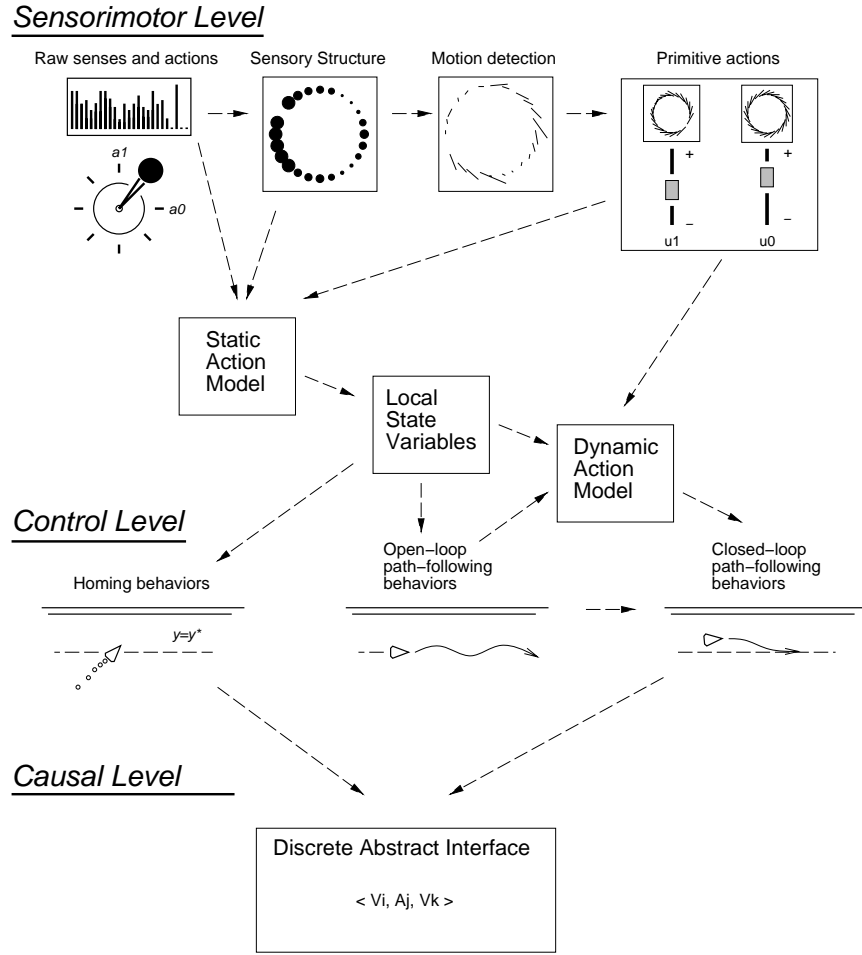 Sensorimotor Level
Raw senses and actions
Sensory Structure
Motion detection
Primitive actions
a1
a0
+
+
−
−
u1
u0
Static
Action
Model
Local
State
Variables
Dynamic
Action
Model
Control Level
Homing behaviors
Open−loop
path−following
behaviors
Closed−loop
path−following
behaviors
y=y*
Causal Level
Discrete Abstract Interface
< Vi, Aj, Vk >